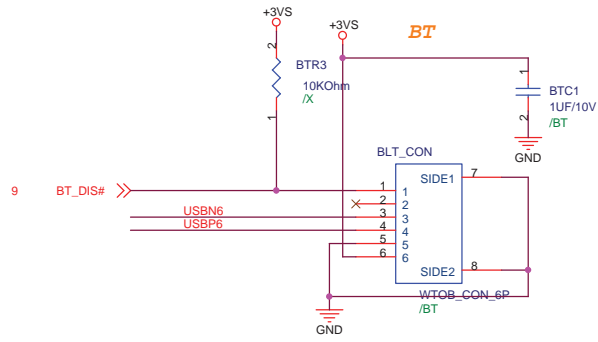 +3VS
+3VS
BT
2
BTR3
10KOhm
/X
1
1
BTC1
1UF/10V
/BT
2
GND
BLT_CON
9 BT_DIS#
1 1 SIDE1 7
2 2
USBN6 3 3
USBP6 4 4
5 5
6 6
SIDE2 8
WTOB_CON_6P
/BT
GND